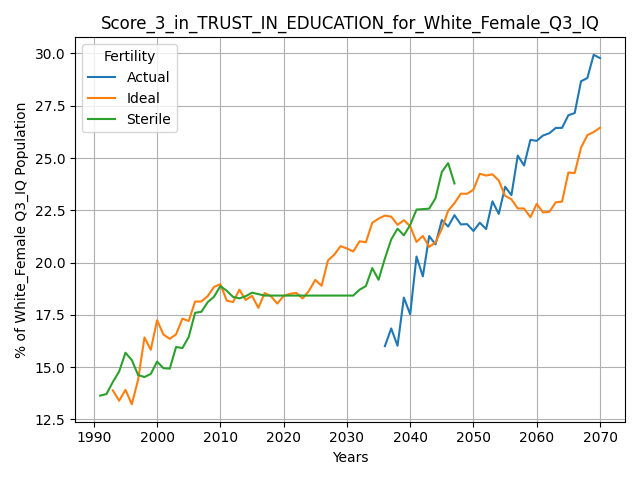 Score_3_in_TRUST_IN_EDUCATION_for_White_Female_Q3_IQ
Fertility
Actual
Ideal
Sterile
% of White_Female Q3_IQ Population
30.0
27.5
25.0
22.5
20.0
17.5
15.0
12.5
1990 2000 2010 2020 2030 2040 2050 2060 2070
Years